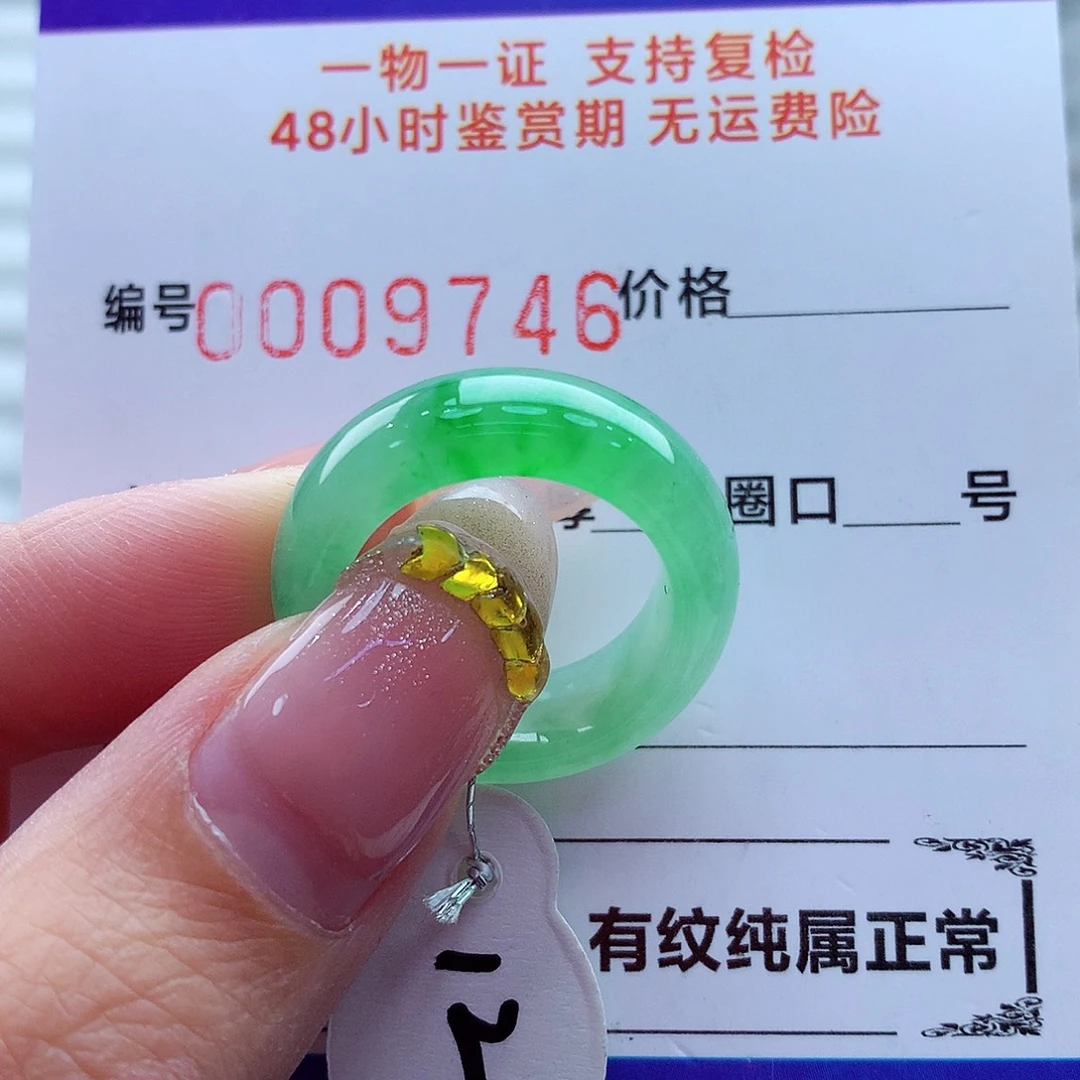 一物一证 支持复检
48小时鉴赏期 无运费险
编号0009746价格
圈口 号
有纹纯属正常